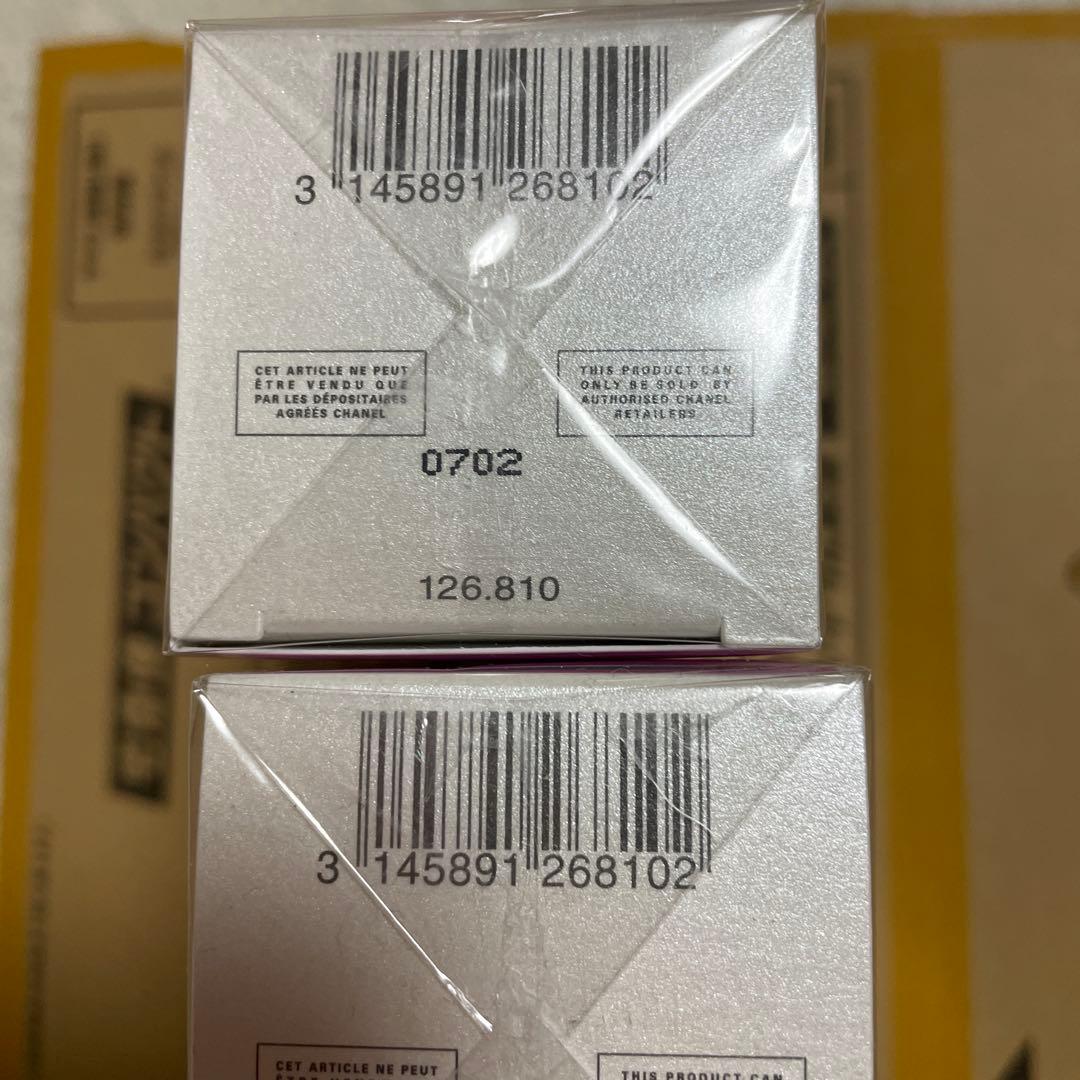 3 145891 268102
CET ARTICLE NE PEUT
ÊTRE VENDU QUE
PAR LES DÉPOSITAIRES
AGRÉÉS CHANEL
THIS PRODUCT CAN
ONLY BE SOLD BY
AUTHORISED CHANEL
RETAILERS
0702
126.810
3 145891 268102
CET ARTICLE NE PEUT
THIS PRODUCT CAN